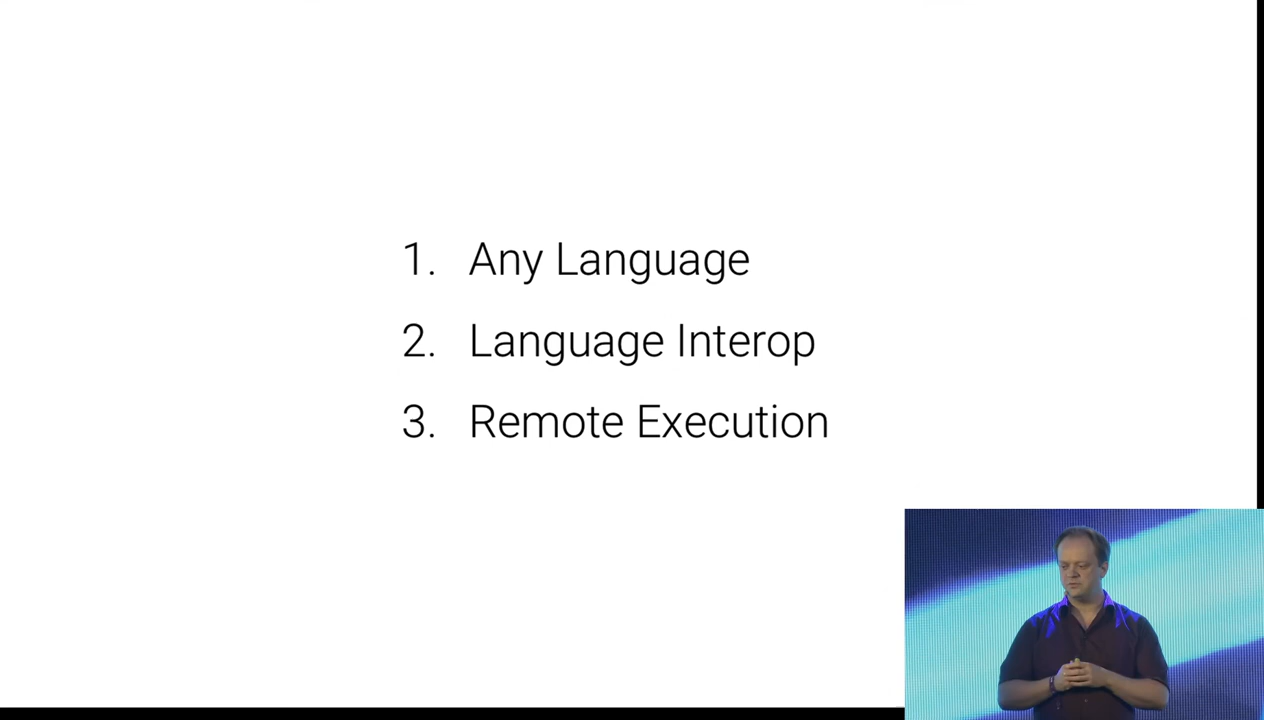 1. Any Language
2. Language Interop
3. Remote Execution